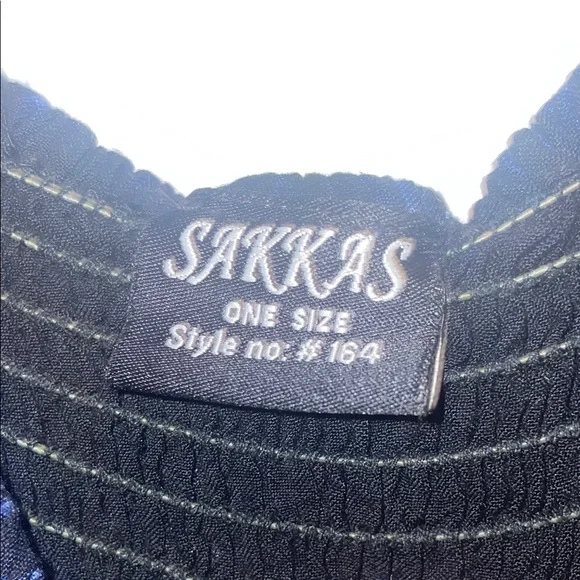 SAKKAS
ONE SIZE
Style no: # 164